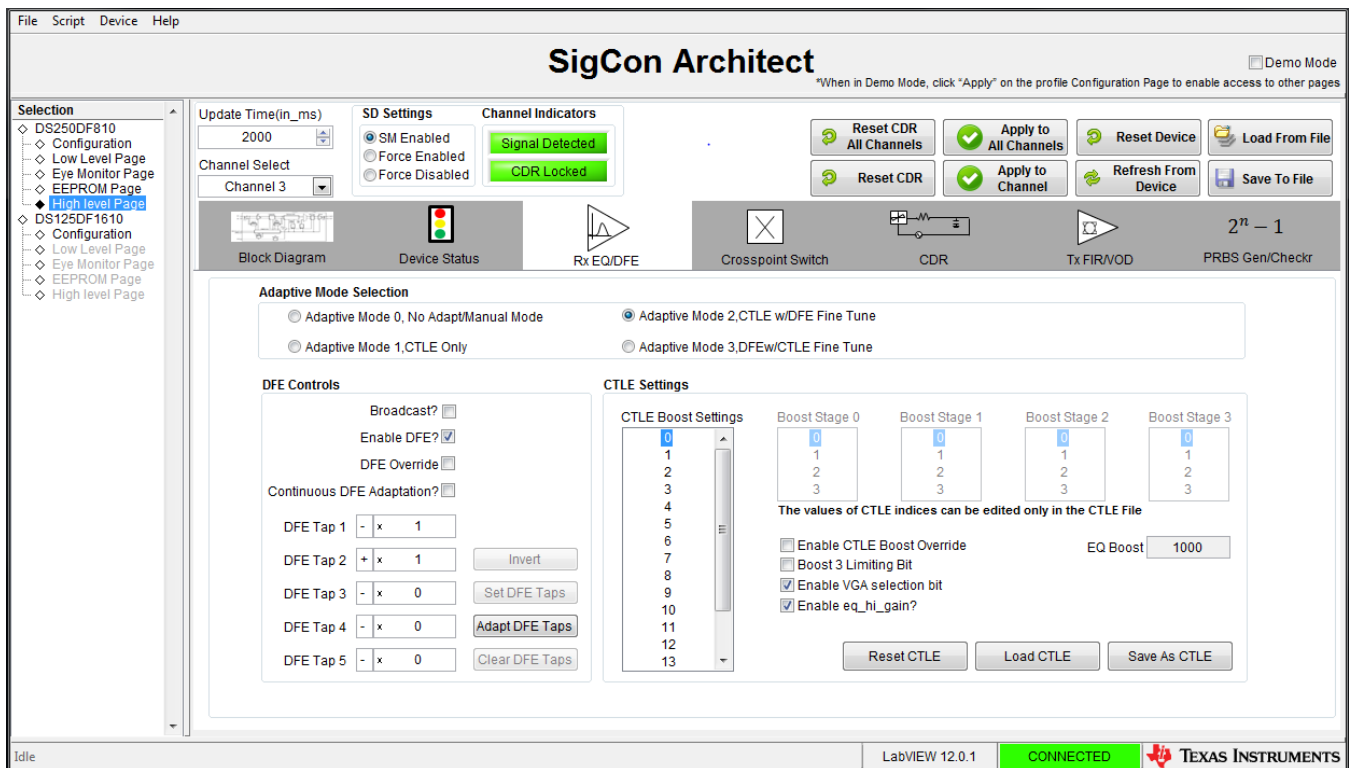 File Script Device Help
SigCon Architect
Demo Mode
*When in Demo Mode, click "Apply" on the profile Configuration Page to enable access to other pages
Selection
DS250DF810
Configuration
Low Level Page
Eye Monitor Page
EEPROM Page
High level Page
DS125DF1610
Configuration
Low Level Page
Eye Monitor Page
EEPROM Page
High level Page
Update Time(in_ms)
2000
Channel Select
Channel 3
SD Settings
SM Enabled
Force Enabled
Force Disabled
Channel Indicators
Signal Detected
CDR Locked
Reset CDR All Channels
Apply to All Channels
Reset Device
Load From File
Reset CDR
Apply to Channel
Refresh From Device
Save To File
Block Diagram
Device Status
Rx EQ/DFE
Crosspoint Switch
CDR
Tx FIR/VOD
2^n − 1
PRBS Gen/Checkr
Adaptive Mode Selection
Adaptive Mode 0, No Adapt/Manual Mode
Adaptive Mode 2,CTLE w/DFE Fine Tune
Adaptive Mode 1,CTLE Only
Adaptive Mode 3,DFEw/CTLE Fine Tune
DFE Controls
Broadcast?
Enable DFE?
DFE Override
Continuous DFE Adaptation?
DFE Tap 1 - x 1
DFE Tap 2 + x 1 Invert
DFE Tap 3 - x 0 Set DFE Taps
DFE Tap 4 - x 0 Adapt DFE Taps
DFE Tap 5 - x 0 Clear DFE Taps
CTLE Settings
CTLE Boost Settings
0
1
2
3
4
5
6
7
8
9
10
11
12
13
Boost Stage 0
0
1
2
3
Boost Stage 1
0
1
2
3
Boost Stage 2
0
1
2
3
Boost Stage 3
0
1
2
3
The values of CTLE indices can be edited only in the CTLE File
Enable CTLE Boost Override
EQ Boost 1000
Boost 3 Limiting Bit
Enable VGA selection bit
Enable eq_hi_gain?
Reset CTLE
Load CTLE
Save As CTLE
Idle
LabVIEW 12.0.1
CONNECTED
TEXAS INSTRUMENTS